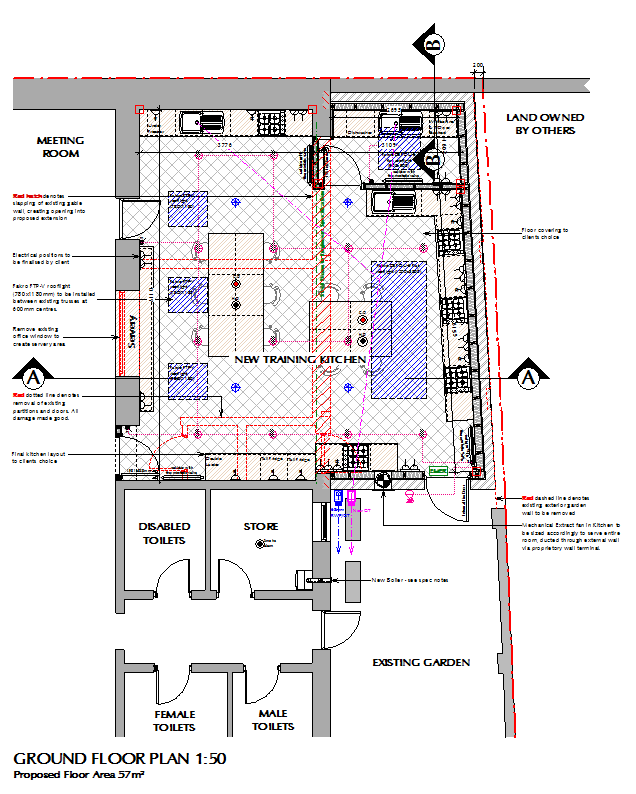 B
200
LAND OWNED
BY OTHERS
MEETING
ROOM
2893
3776
B
Red hatch denotes
slapping of existing gable
wall, creating opening into
proposed extension
Floor covering to
clients choice
Electrical positions to
be finalised by client
Fakro FTP-V rooflight
(780x1180mm) to be installed
between existing trusses at
600mm centres.
Remove existing
office window to
create servery area
Servery
NEW TRAINING KITCHEN
A
A
Red dotted line denotes
removal of existing
partitions and doors. All
damage made good.
Final kitchen layout
to clients choice
Red dashed line denotes
existing exterior garden
wall to be removed
Mechanical Extract fan in Kitchen to
be sized accordingly to serve entire
room, ducted through external wall
via proprietary wall terminal.
DISABLED
TOILETS
STORE
New Boiler - see spec notes
EXISTING GARDEN
FEMALE
TOILETS
MALE
TOILETS
GROUND FLOOR PLAN 1:50
Proposed Floor Area 57m²